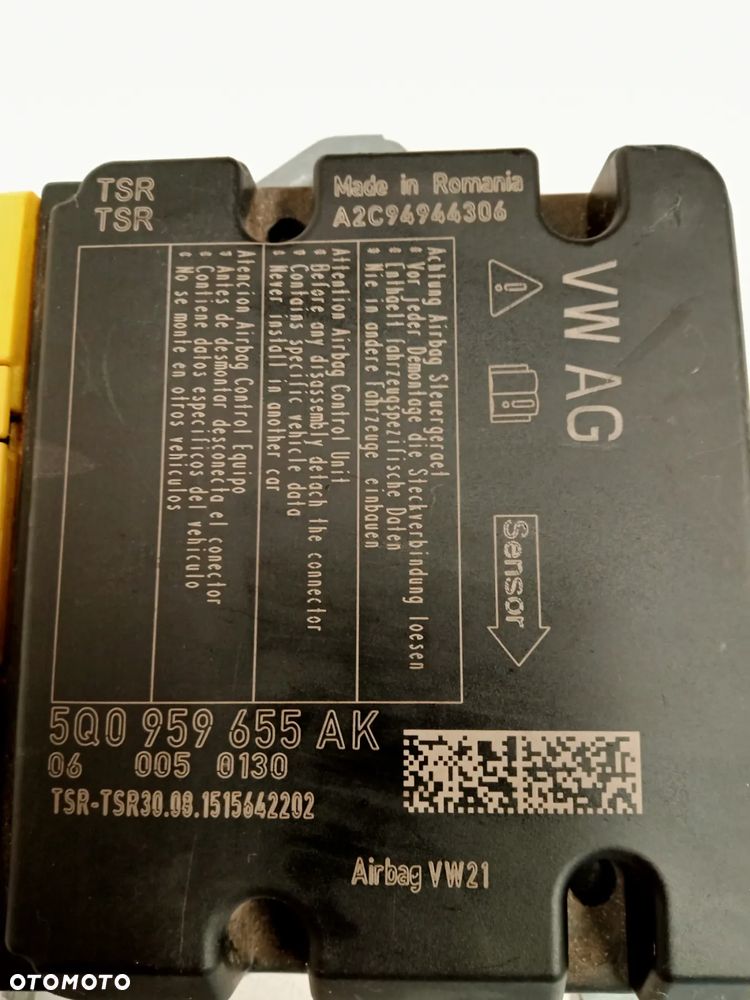 TSR
TSR
Made in Romania
A2C94944306
VW AG
Achtung Airbag Steuergeraet
Vor jeder Demontage die Steckverbindung loesen
Enthaelt fahrzeugspezifische Daten
Nie in andere Fahrzeuge einbauen
Attention Airbag Control Unit
Before any disassembly detach the connector
Contains specific vehicle data
Never install in another car
Atencion Airbag Control Equipo
Antes de desmontar desconecta el conector
Contiene datos especificos del vehiculo
No se monte en otros vehiculos
Sensor
5Q0 959 655 AK
06 005 0130
TSR-TSR30.08.1515642202
Airbag VW21
OTOMOTO